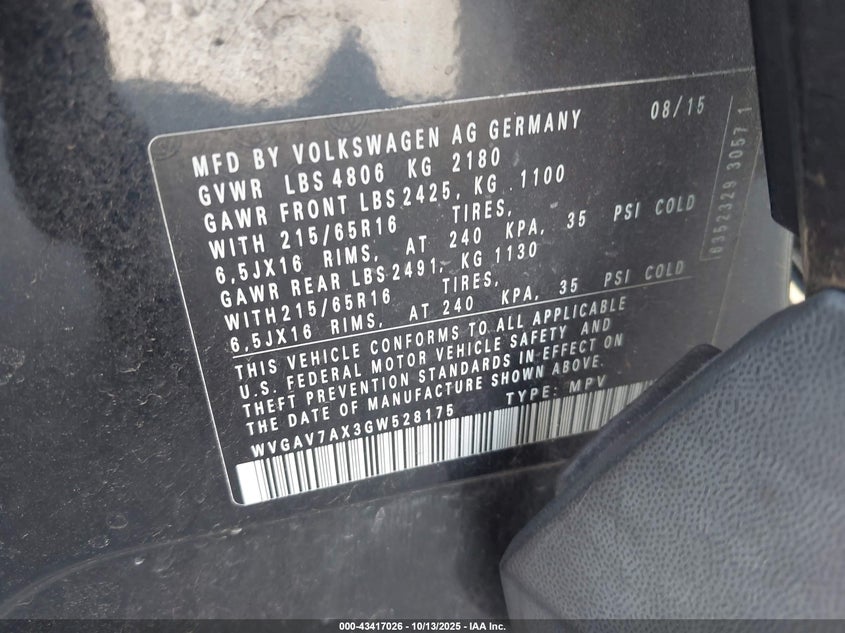 MFD BY VOLKSWAGEN AG GERMANY 08/15
GVWR LBS 4806 KG 2180
GAWR FRONT LBS 2425, KG 1100
WITH 215/65R16 TIRES,
6,5JX16 RIMS, AT 240 KPA, 35 PSI COLD
GAWR REAR LBS 2491, KG 1130
WITH 215/65R16 TIRES,
6,5JX16 RIMS, AT 240 KPA, 35 PSI COLD
THIS VEHICLE CONFORMS TO ALL APPLICABLE
U.S. FEDERAL MOTOR VEHICLE SAFETY AND
THEFT PREVENTION STANDARDS IN EFFECT ON
THE DATE OF MANUFACTURE SHOWN ABOVE.
WVGAV7AX3GW528175 TYPE: MPV
6352329 3057 1
000-43417026 - 10/13/2025 - IAA Inc.